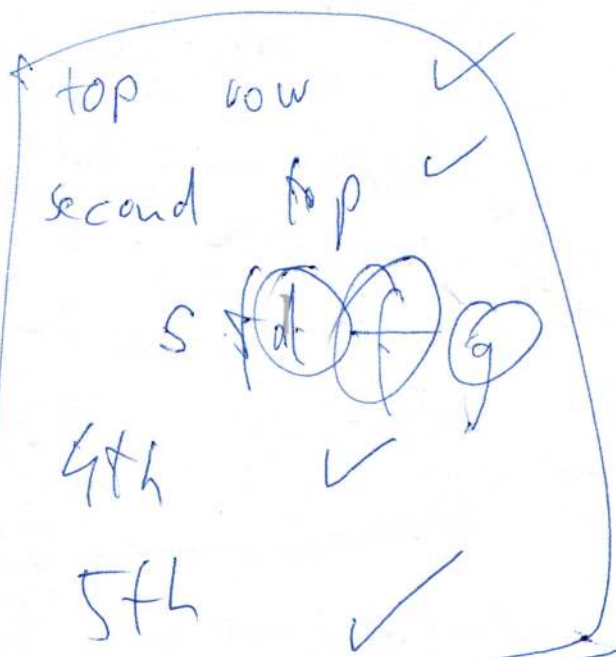 top row ✓
second top ✓
s f d f g
4th ✓
5th ✓